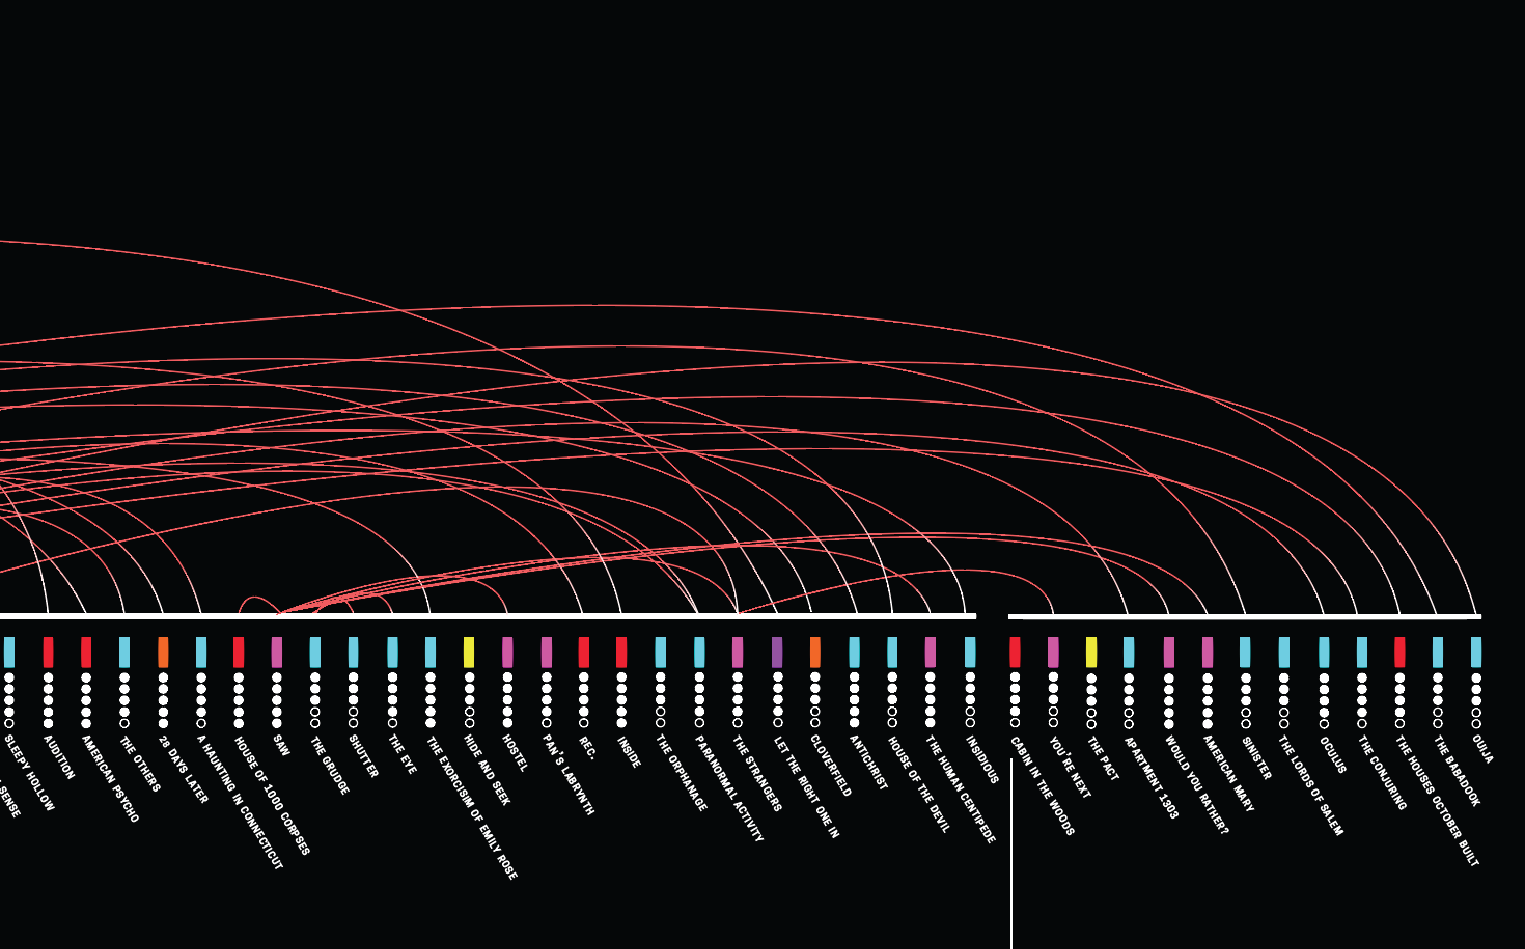 SENSE
SLEEPY HOLLOW
AUDITION
AMERICAN PSYCHO
THE OTHERS
28 DAYS LATER
A HAUNTING IN CONNECTICUT
HOUSE OF 1000 CORPSES
SAW
THE GRUDGE
SHUTTER
THE EYE
THE EXORCISM OF EMILY ROSE
HIDE AND SEEK
HOSTEL
PAN'S LABRYNTH
REC.
INSIDE
THE ORPHANAGE
PARANORMAL ACTIVITY
THE STRANGERS
LET THE RIGHT ONE IN
CLOVERFIELD
ANTICHRIST
HOUSE OF THE DEVIL
THE HUMAN CENTIPEDE
INSIDIOUS
CABIN IN THE WOODS
YOU'RE NEXT
THE PACT
APARTMENT 1303
WOULD YOU RATHER?
AMERICAN MARY
SINISTER
THE LORDS OF SALEM
OCULUS
THE CONJURING
THE HOUSES OCTOBER BUILT
THE BABADOOK
OUIJA